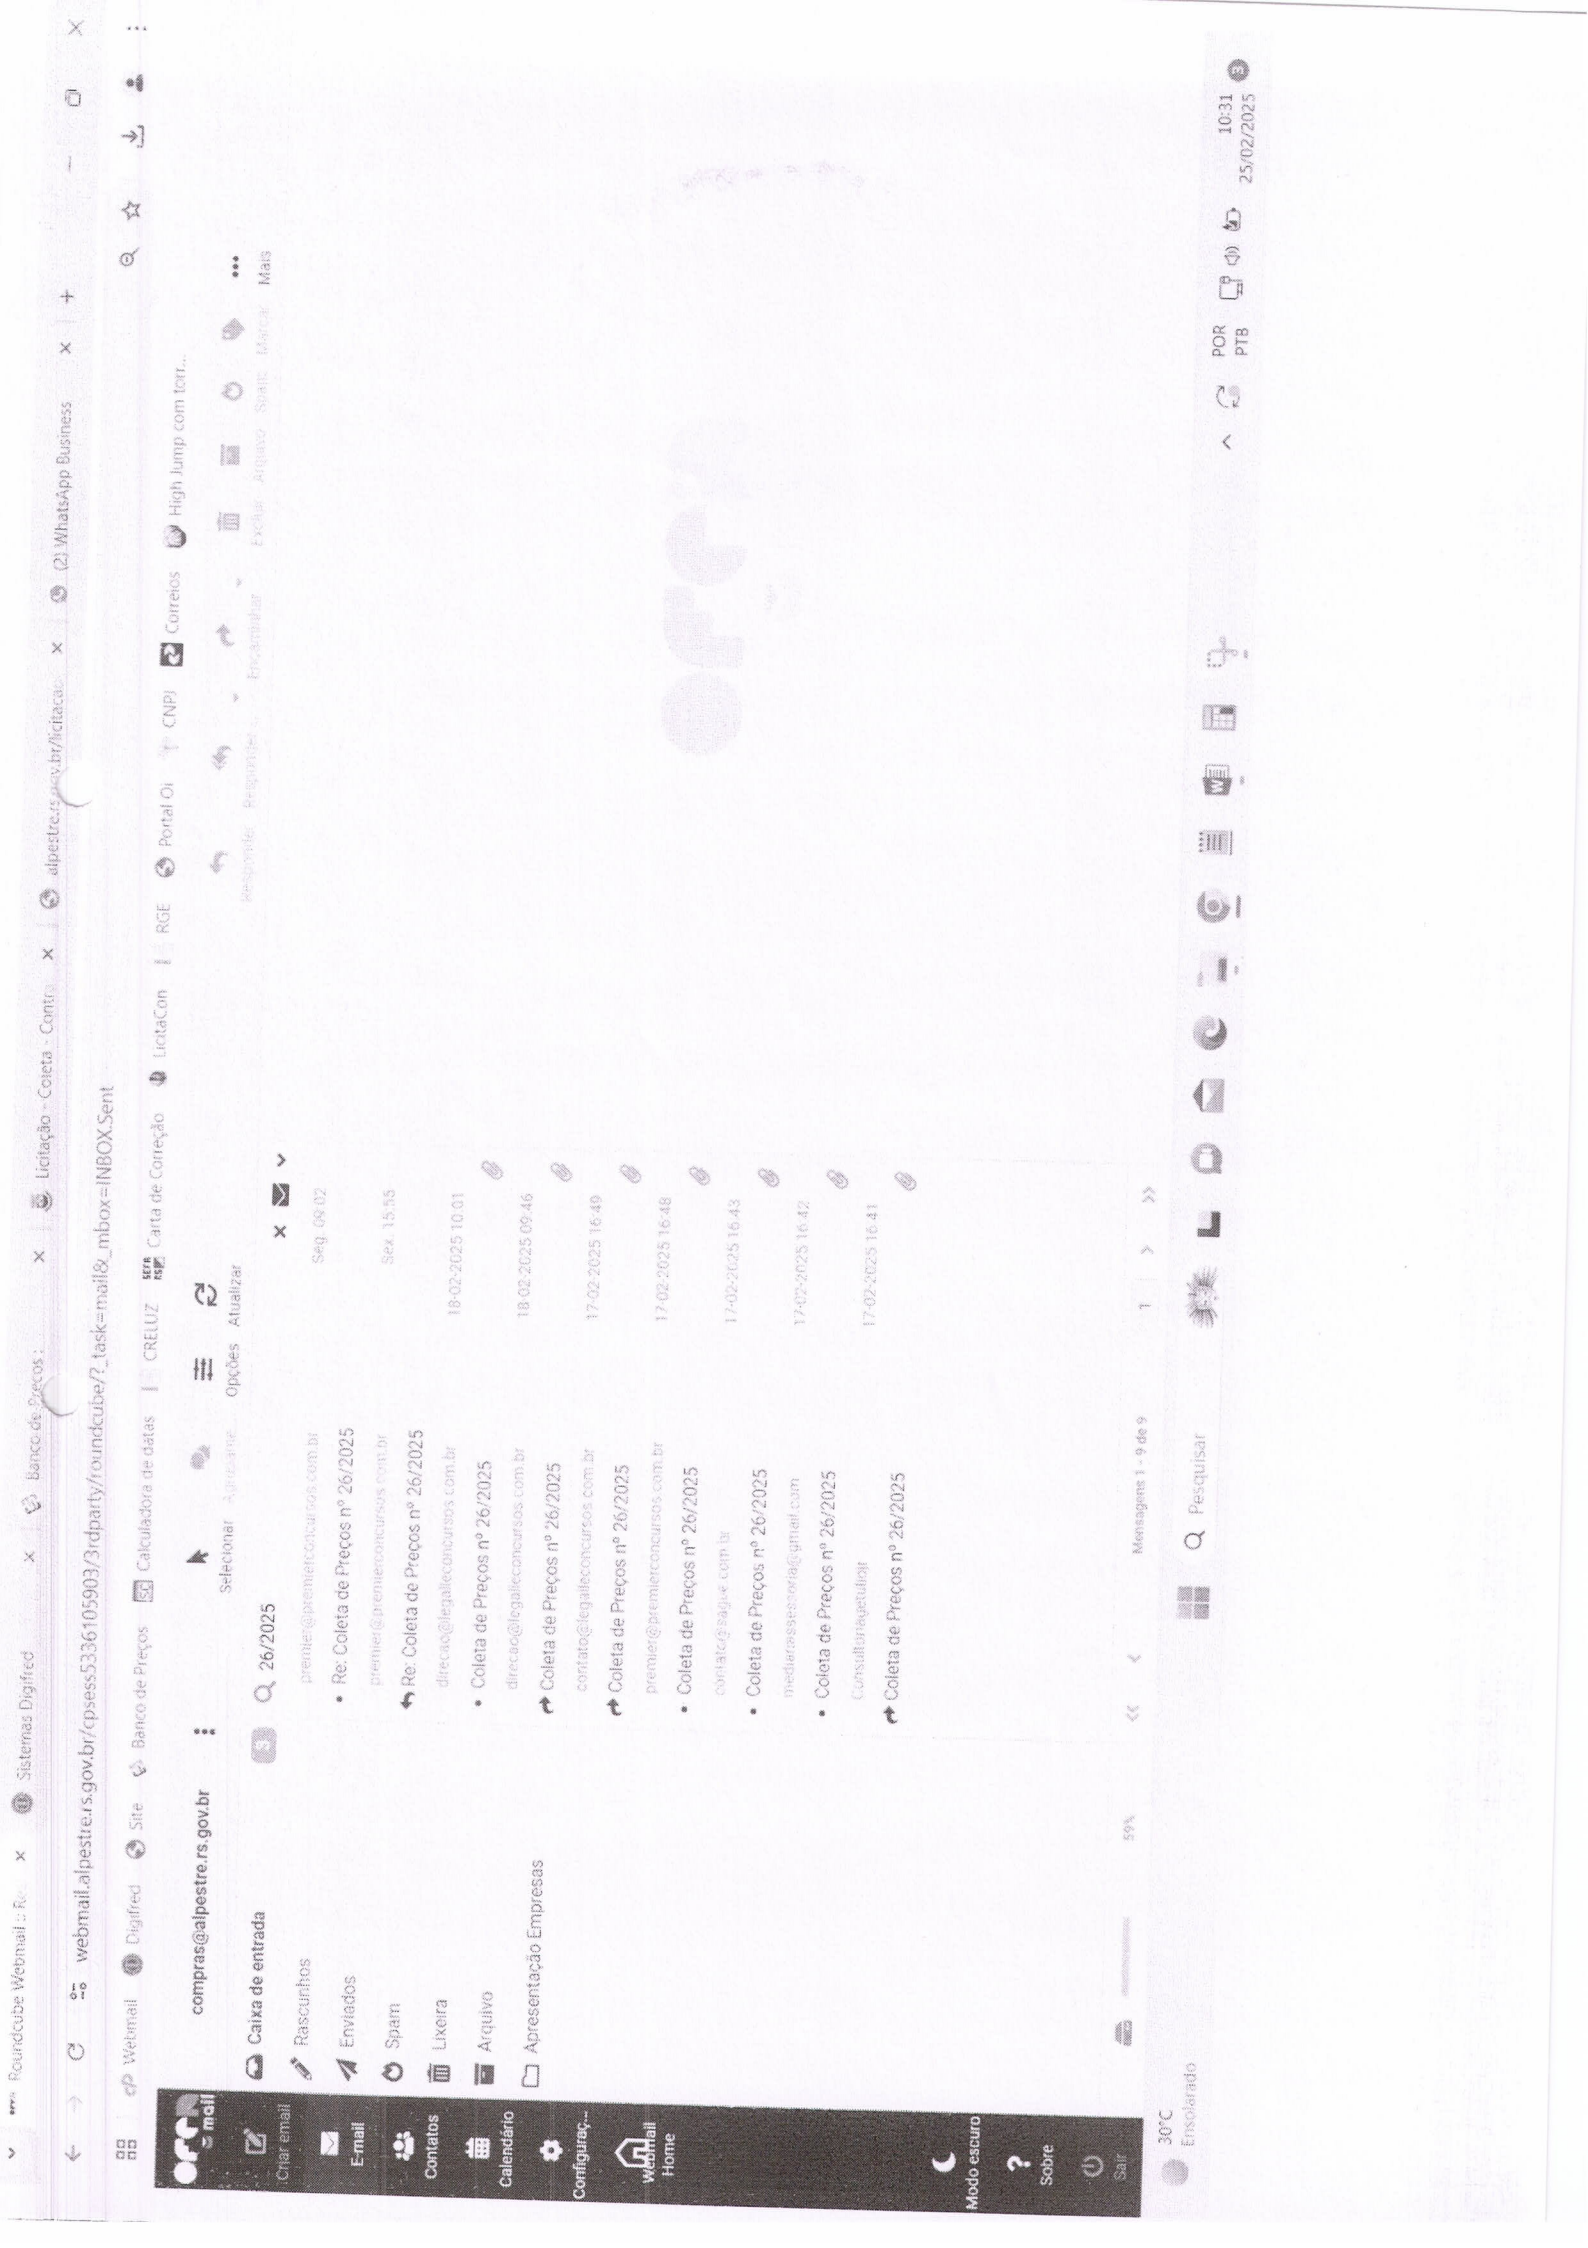 Roundcube Webmail :: Re
Sistemas Digifred
Banco de Preços :
Licitação - Coleta - Contr
alpestre.rs.gov.br/licitacao
(2) WhatsApp Business
webmail.alpestre.rs.gov.br/cpsess5336105903/3rdparty/roundcube/?_task=mail&_mbox=INBOX.Sent
cP Webmail
Digifred
Site
Banco de Preços
Calculadora de datas
CRELUZ
SEFA RS
Carta de Correção
LicitaCon
RGE
Portal Oi
CNPJ
Correios
High Jump com torr...
mail
Criar email
E-mail
Contatos
Calendário
Configuraç...
Webmail
Home
Modo escuro
Sobre
Sair
compras@alpestre.rs.gov.br
Caixa de entrada
3
Rascunhos
Enviados
Spam
Lixeira
Arquivo
Apresentação Empresas
59%
Selecionar
Opções
Atualizar
26/2025
premier@premierconcursos.com.br
Seg 09:02
• Re: Coleta de Preços nº 26/2025
premier@premierconcursos.com.br
Sex. 15:55
Re: Coleta de Preços nº 26/2025
direcao@legalleconcursos.com.br
18-02-2025 10:01
• Coleta de Preços nº 26/2025
direcao@legalleconcursos.com.br
18-02-2025 09:46
Coleta de Preços nº 26/2025
contato@legalleconcursos.com.br
17-02-2025 16:49
Coleta de Preços nº 26/2025
premier@premierconcursos.com.br
17-02-2025 16:48
• Coleta de Preços nº 26/2025
17-02-2025 16:43
• Coleta de Preços nº 26/2025
17-02-2025 16:42
• Coleta de Preços nº 26/2025
17-02-2025 16:41
Coleta de Preços nº 26/2025
Mensagens 1 - 9 de 9
1
Responder
Encaminhar
Excluir
Arquivo
Spam
Marcar
Mais
30°C
Ensolarado
Pesquisar
POR
PTB
10:31
25/02/2025
3